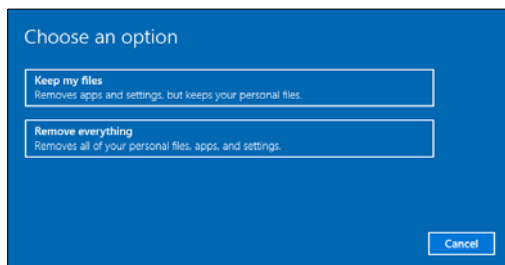 Choose an option
Keep my files
Removes apps and settings, but keeps your personal files.
Remove everything
Removes all of your personal files, apps, and settings.
Cancel